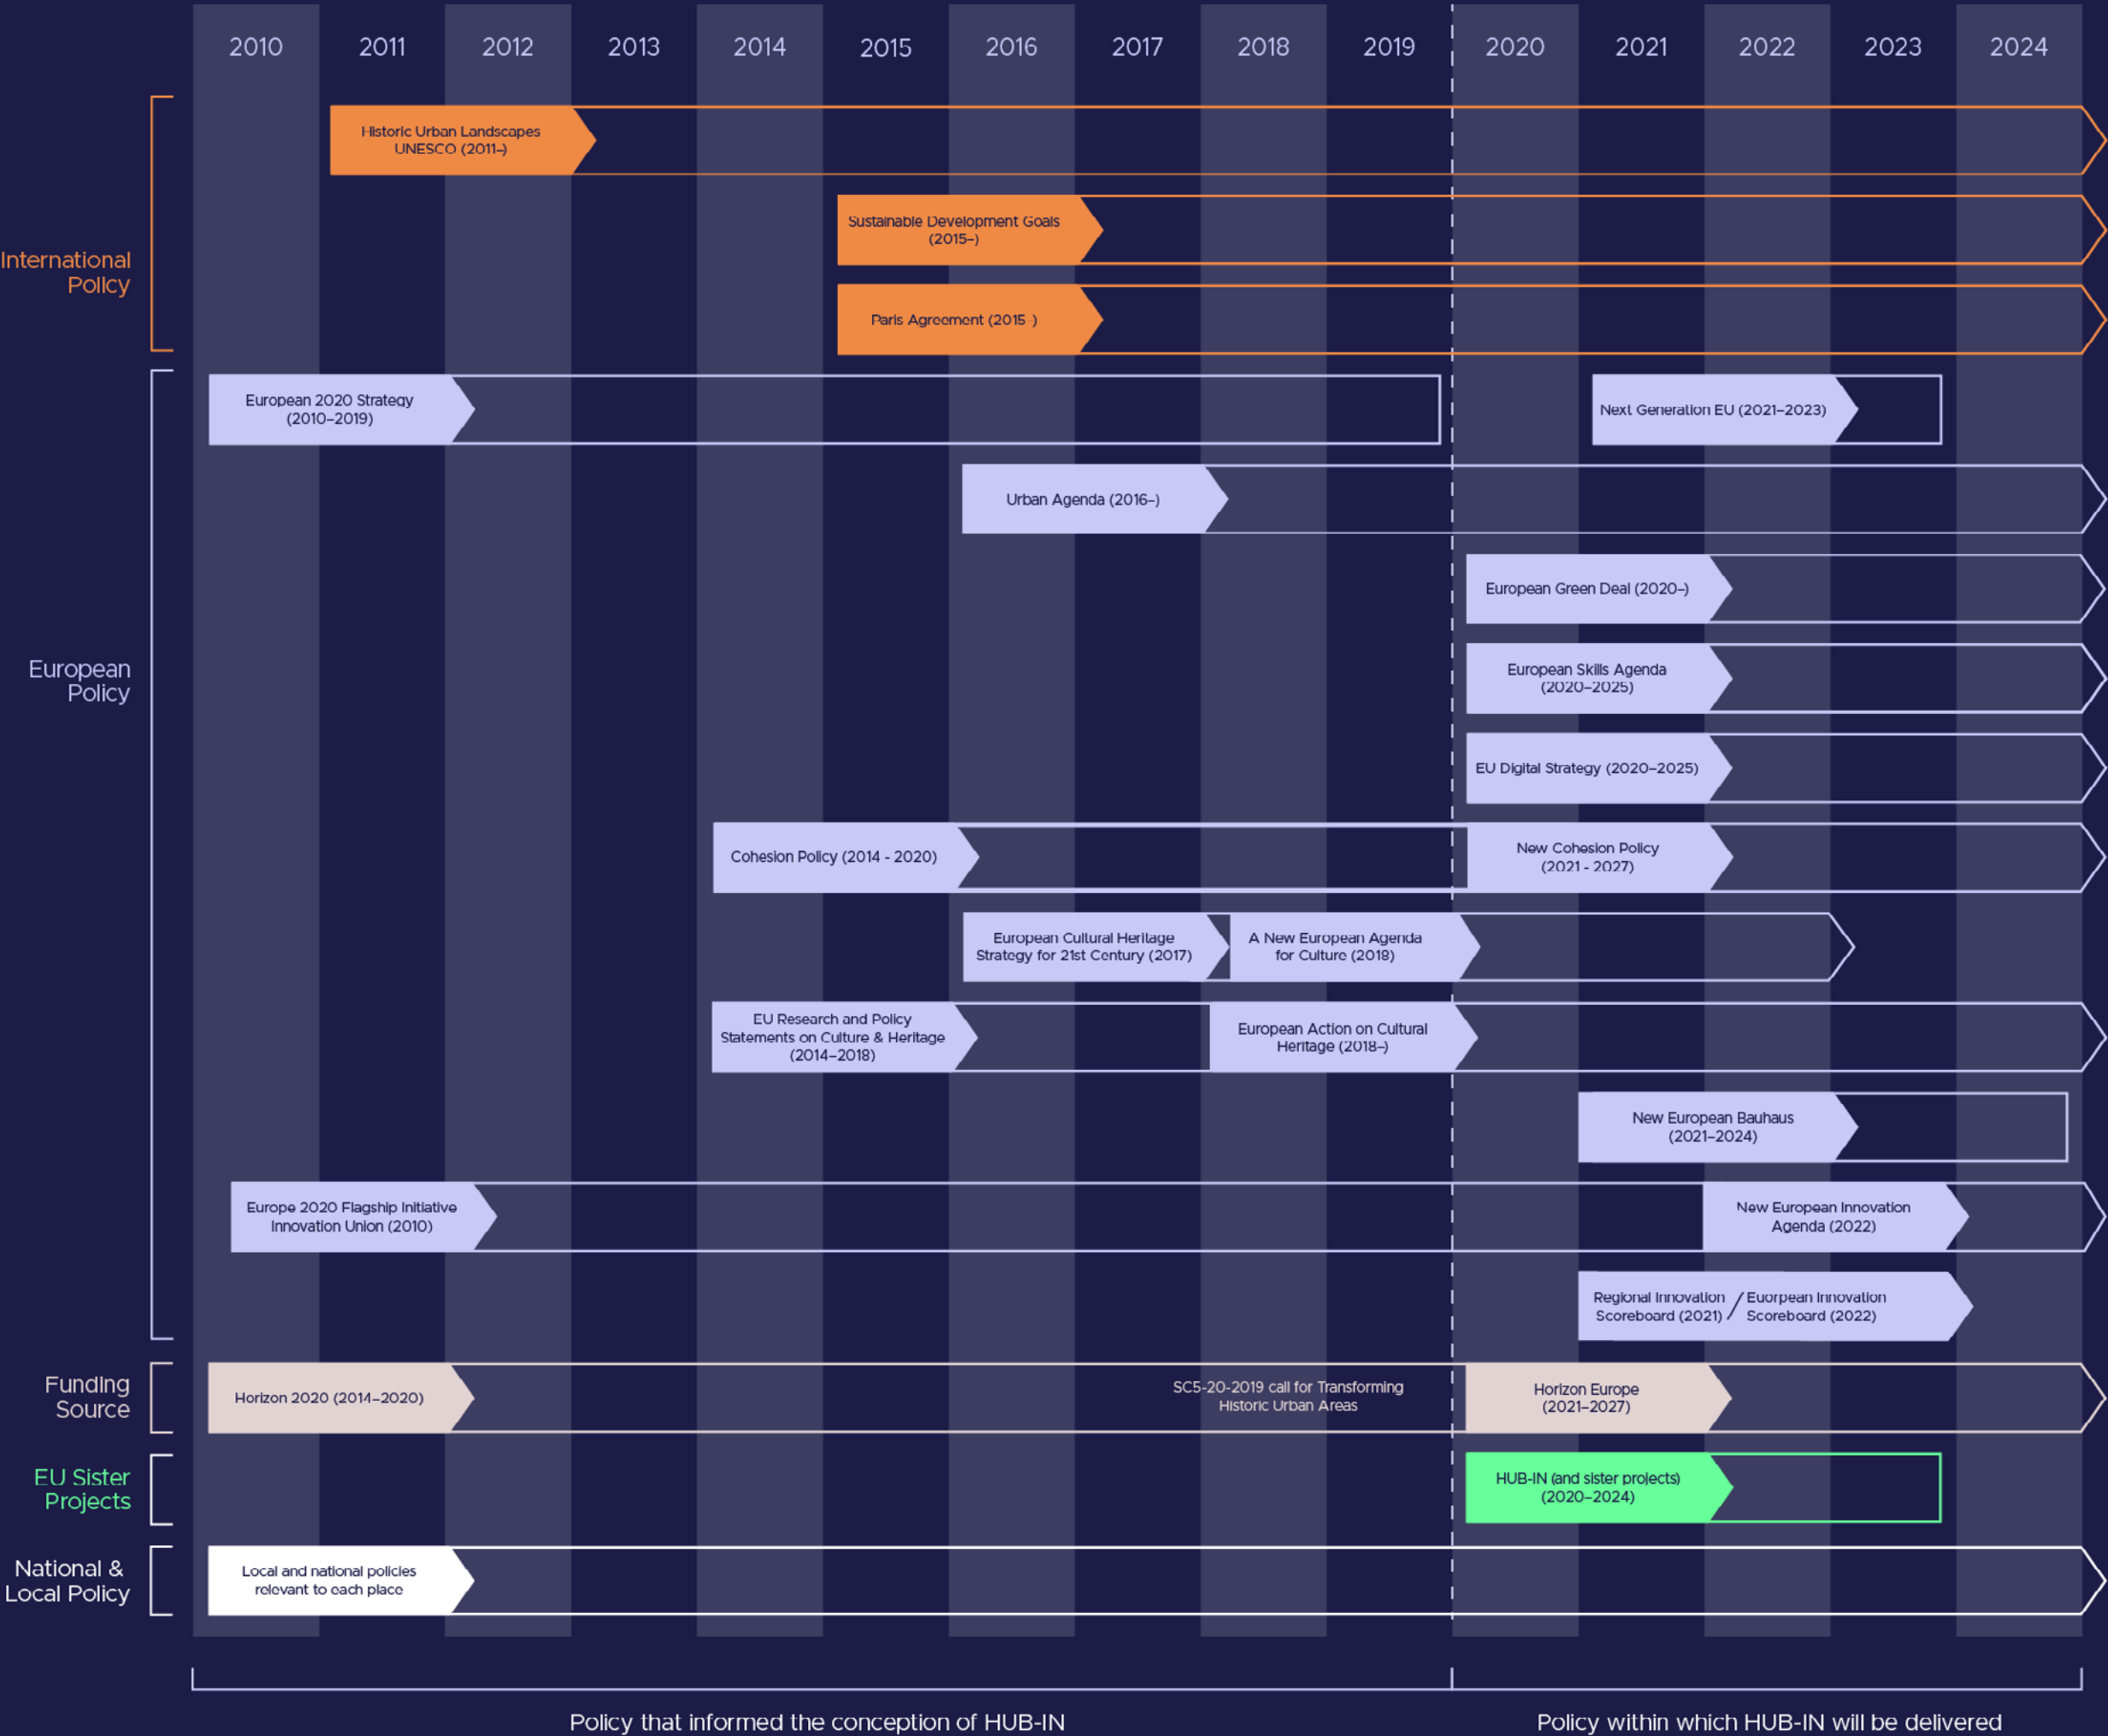 2010 2011 2012 2013 2014 2015 2016 2017 2018 2019 2020 2021 2022 2023 2024
International
Policy
Historic Urban Landscapes
UNESCO (2011–)
Sustainable Development Goals
(2015–)
Paris Agreement (2015–)
European
Policy
European 2020 Strategy
(2010–2019)
Next Generation EU (2021–2023)
Urban Agenda (2016–)
European Green Deal (2020–)
European Skills Agenda
(2020–2025)
EU Digital Strategy (2020–2025)
Cohesion Policy (2014 - 2020)
New Cohesion Policy
(2021 - 2027)
European Cultural Heritage
Strategy for 21st Century (2017)
A New European Agenda
for Culture (2018)
EU Research and Policy
Statements on Culture & Heritage
(2014–2018)
European Action on Cultural
Heritage (2018–)
New European Bauhaus
(2021–2024)
Europe 2020 Flagship Initiative
Innovation Union (2010)
New European Innovation
Agenda (2022)
Regional Innovation
Scoreboard (2021)
/
Euorpean Innovation
Scoreboard (2022)
Funding
Source
Horizon 2020 (2014–2020)
SC5-20-2019 call for Transforming
Historic Urban Areas
Horizon Europe
(2021–2027)
EU Sister
Projects
HUB-IN (and sister projects)
(2020–2024)
National &
Local Policy
Local and national policies
relevant to each place
Policy that informed the conception of HUB-IN
Policy within which HUB-IN will be delivered